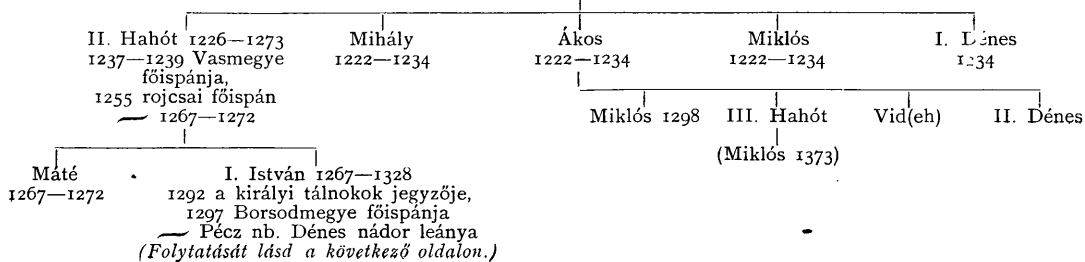 II. Hahót 1226—1273
1237—1239 Vasmegye
főispánja,
1255 rojcsai főispán
⁓ 1267—1272
Mihály
1222—1234
Ákos
1222—1234
Miklós
1222—1234
I. Dénes
1234
Miklós 1298
III. Hahót
(Miklós 1373)
Vid(eh)
II. Dénes
Máté
1267—1272
I. István 1267—1328
1292 a királyi tálnokok jegyzője,
1297 Borsodmegye főispánja
⁓ Pécz nb. Dénes nádor leánya
(Folytatását lásd a következő oldalon.)